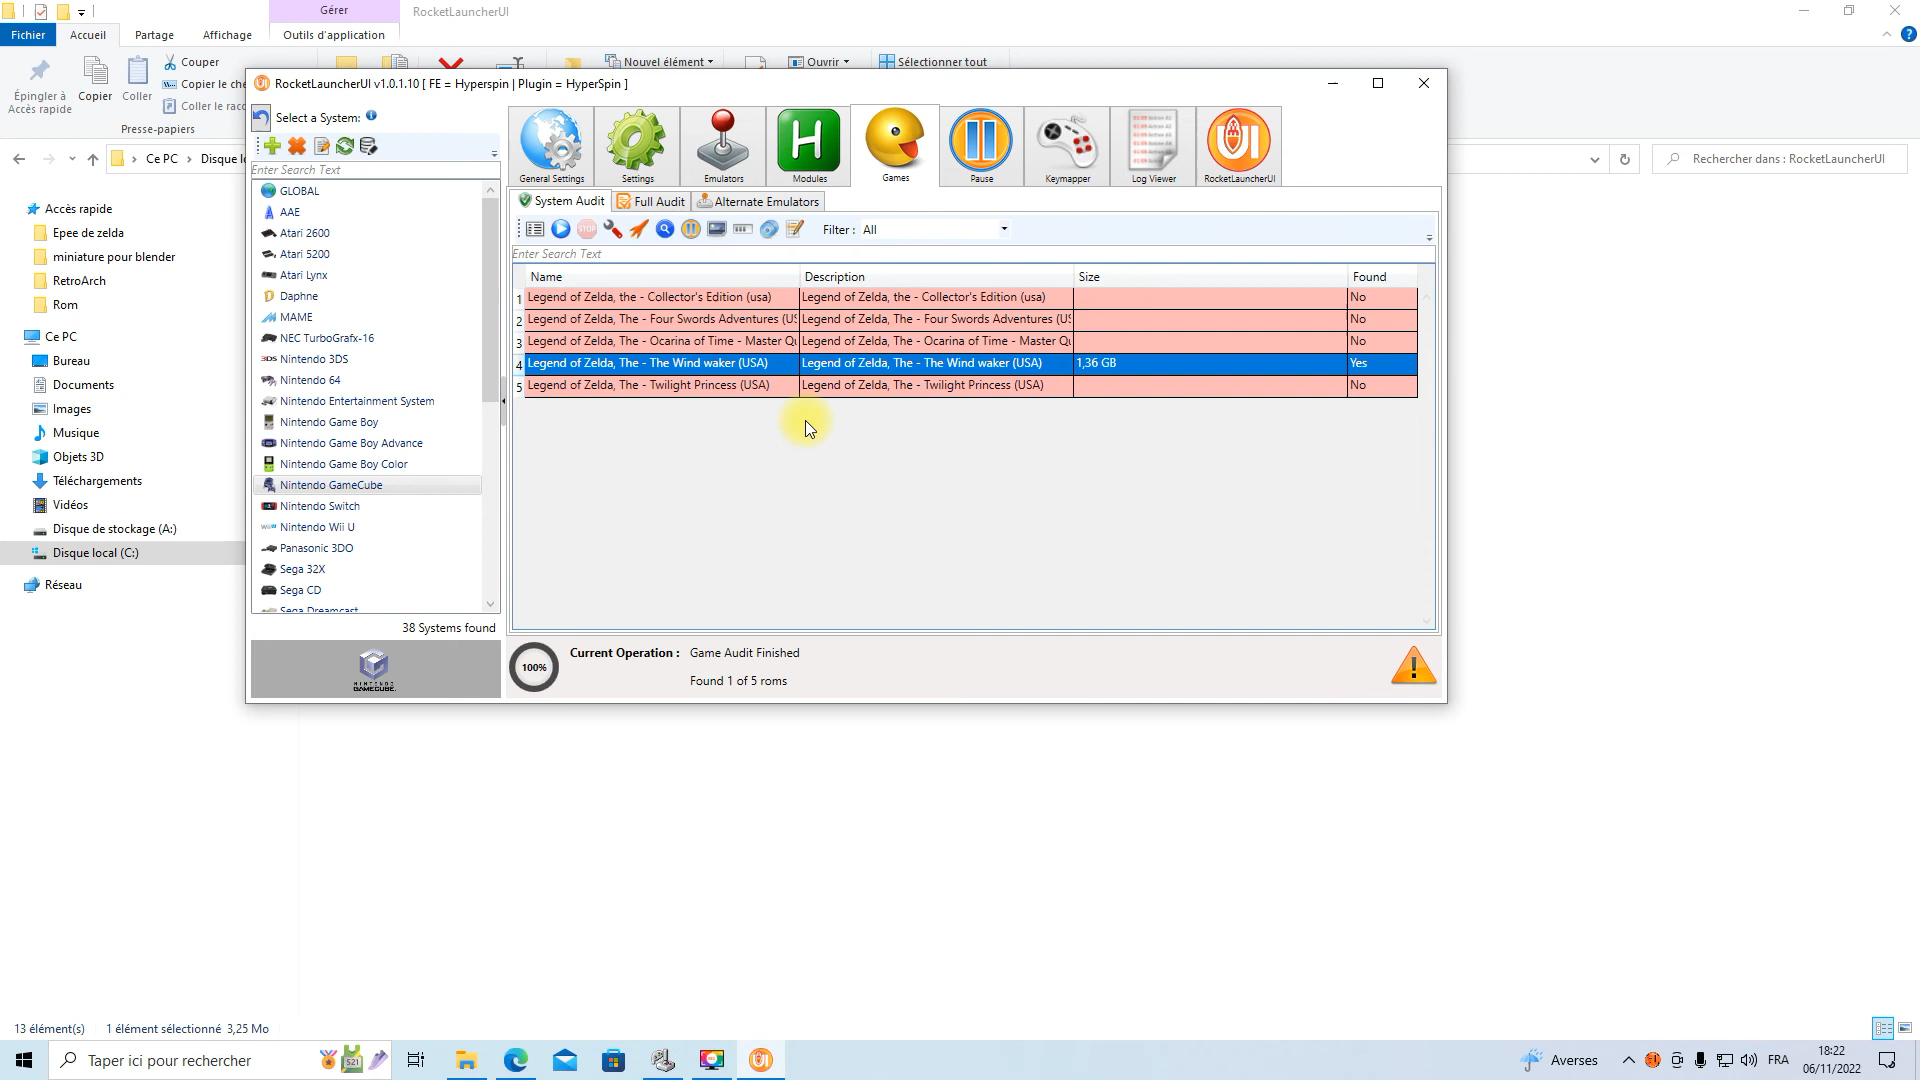 Gérer
RocketLauncherUI
Fichier
Accueil
Partage
Affichage
Outils d'application
Épingler à
Accès rapide
Copier
Coller
Couper
Copier le che
Coller le racc
Presse-papiers
Nouvel élément
Ouvrir
Sélectionner tout
Ce PC
Disque lo
Rechercher dans : RocketLauncherUI
Accès rapide
Epee de zelda
miniature pour blender
RetroArch
Rom
Ce PC
Bureau
Documents
Images
Musique
Objets 3D
Téléchargements
Vidéos
Disque de stockage (A:)
Disque local (C:)
Réseau
RocketLauncherUI v1.0.1.10 [ FE = Hyperspin | Plugin = HyperSpin ]
Select a System:
Enter Search Text
GLOBAL
AAE
Atari 2600
Atari 5200
Atari Lynx
Daphne
MAME
NEC TurboGrafx-16
Nintendo 3DS
Nintendo 64
Nintendo Entertainment System
Nintendo Game Boy
Nintendo Game Boy Advance
Nintendo Game Boy Color
Nintendo GameCube
Nintendo Switch
Nintendo Wii U
Panasonic 3DO
Sega 32X
Sega CD
Sega Dreamcast
38 Systems found
NINTENDO
GAMECUBE
General Settings
Settings
Emulators
Modules
Games
Pause
Keymapper
Log Viewer
RocketLauncherUI
System Audit
Full Audit
Alternate Emulators
STOP
Filter : All
Enter Search Text
Name Description Size Found
1 Legend of Zelda, the - Collector's Edition (usa) Legend of Zelda, the - Collector's Edition (usa) No
2 Legend of Zelda, The - Four Swords Adventures (US Legend of Zelda, The - Four Swords Adventures (US No
3 Legend of Zelda, The - Ocarina of Time - Master Qu Legend of Zelda, The - Ocarina of Time - Master Qu No
4 Legend of Zelda, The - The Wind waker (USA) Legend of Zelda, The - The Wind waker (USA) 1,36 GB Yes
5 Legend of Zelda, The - Twilight Princess (USA) Legend of Zelda, The - Twilight Princess (USA) No
100%
Current Operation : Game Audit Finished
Found 1 of 5 roms
13 élément(s) 1 élément sélectionné 3,25 Mo
Taper ici pour rechercher
Averses
FRA
18:22
06/11/2022